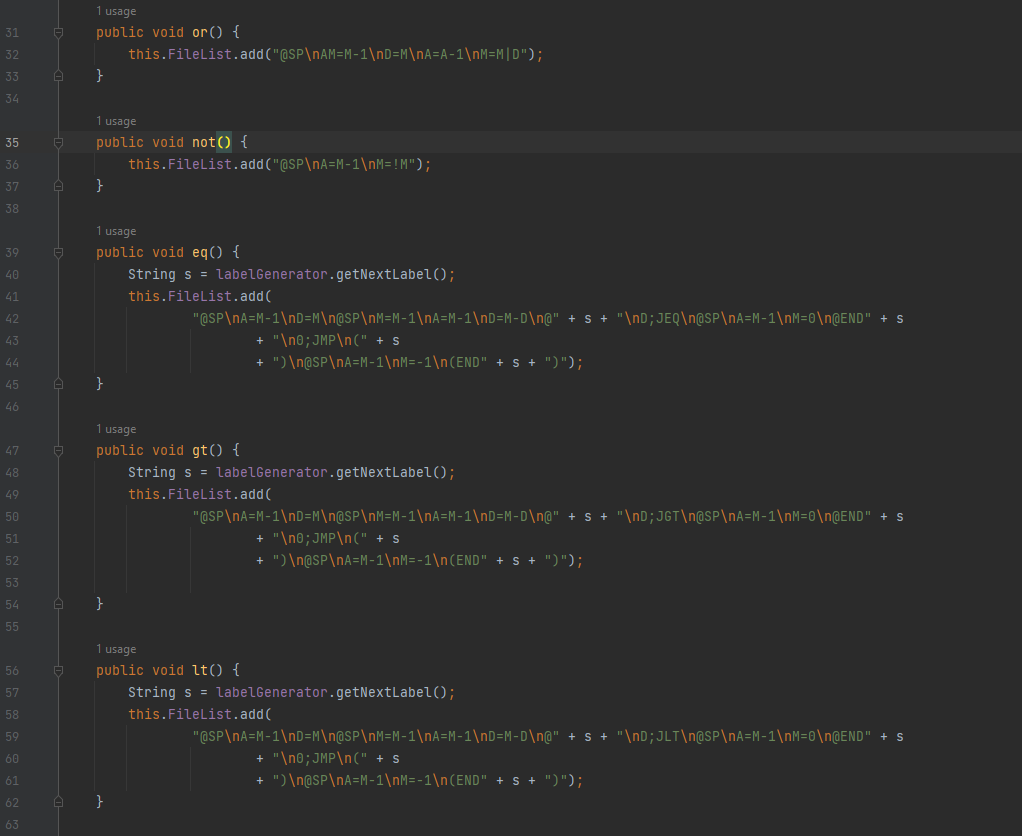 1 usage
31 public void or() {
32 this.FileList.add("@SP\nAM=M-1\nD=M\nA=A-1\nM=M|D");
33 }
34
1 usage
35 public void not() {
36 this.FileList.add("@SP\nA=M-1\nM=!M");
37 }
38
1 usage
39 public void eq() {
40 String s = labelGenerator.getNextLabel();
41 this.FileList.add(
42 "@SP\nA=M-1\nD=M\n@SP\nM=M-1\nA=M-1\nD=M-D\n@" + s + "\nD;JEQ\n@SP\nA=M-1\nM=0\n@END" + s
43 + "\n0;JMP\n(" + s
44 + ")\n@SP\nA=M-1\nM=-1\n(END" + s + ")");
45 }
46
1 usage
47 public void gt() {
48 String s = labelGenerator.getNextLabel();
49 this.FileList.add(
50 "@SP\nA=M-1\nD=M\n@SP\nM=M-1\nA=M-1\nD=M-D\n@" + s + "\nD;JGT\n@SP\nA=M-1\nM=0\n@END" + s
51 + "\n0;JMP\n(" + s
52 + ")\n@SP\nA=M-1\nM=-1\n(END" + s + ")");
53
54 }
55
1 usage
56 public void lt() {
57 String s = labelGenerator.getNextLabel();
58 this.FileList.add(
59 "@SP\nA=M-1\nD=M\n@SP\nM=M-1\nA=M-1\nD=M-D\n@" + s + "\nD;JLT\n@SP\nA=M-1\nM=0\n@END" + s
60 + "\n0;JMP\n(" + s
61 + ")\n@SP\nA=M-1\nM=-1\n(END" + s + ")");
62 }
63